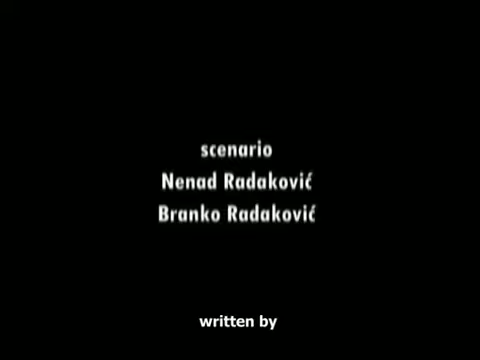 scenario
Nenad Radaković
Branko Radaković
written by